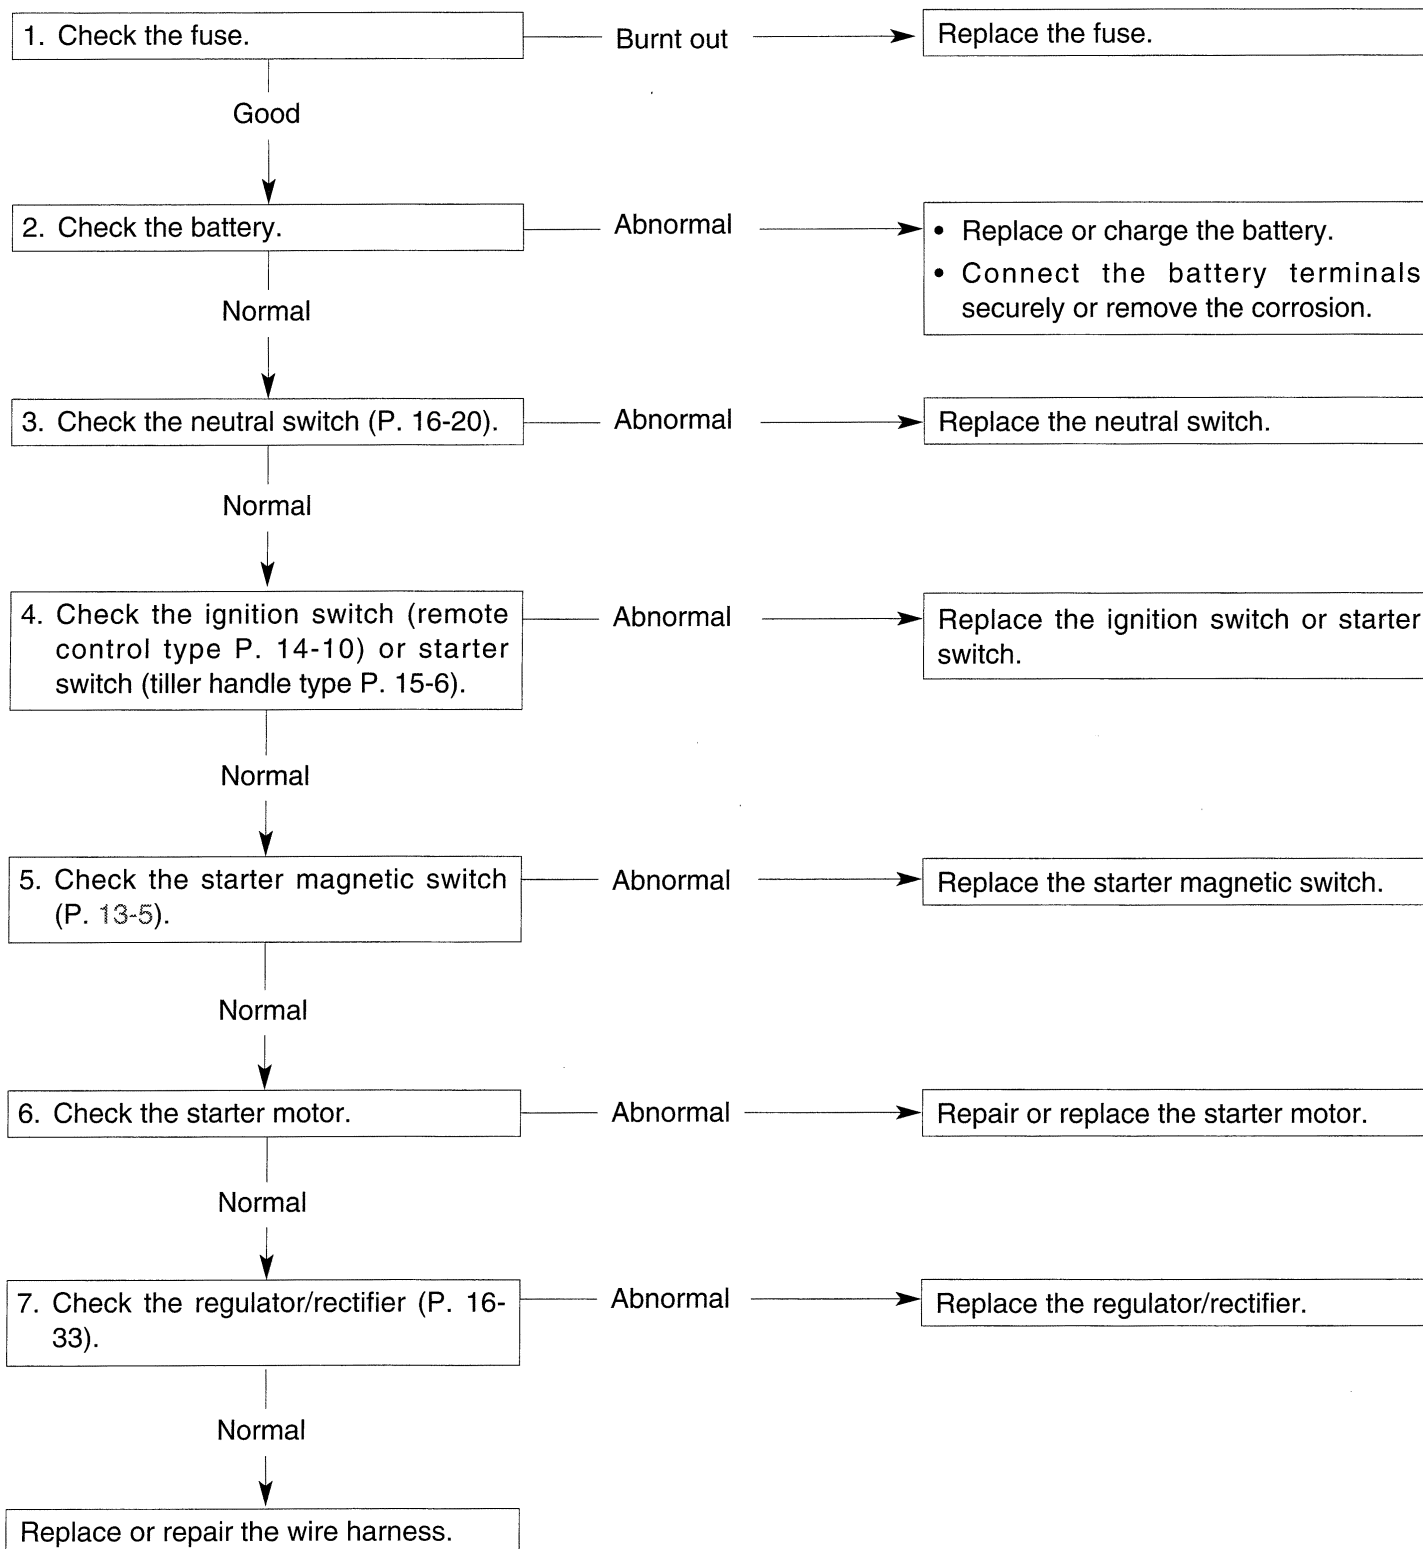 1. Check the fuse.
Burnt out
Replace the fuse.
Good
2. Check the battery.
Abnormal
• Replace or charge the battery.
• Connect the battery terminals
securely or remove the corrosion.
Normal
3. Check the neutral switch (P. 16-20).
Abnormal
Replace the neutral switch.
Normal
4. Check the ignition switch (remote
control type P. 14-10) or starter
switch (tiller handle type P. 15-6).
Abnormal
Replace the ignition switch or starter
switch.
Normal
5. Check the starter magnetic switch
(P. 13-5).
Abnormal
Replace the starter magnetic switch.
Normal
6. Check the starter motor.
Abnormal
Repair or replace the starter motor.
Normal
7. Check the regulator/rectifier (P. 16-
33).
Abnormal
Replace the regulator/rectifier.
Normal
Replace or repair the wire harness.